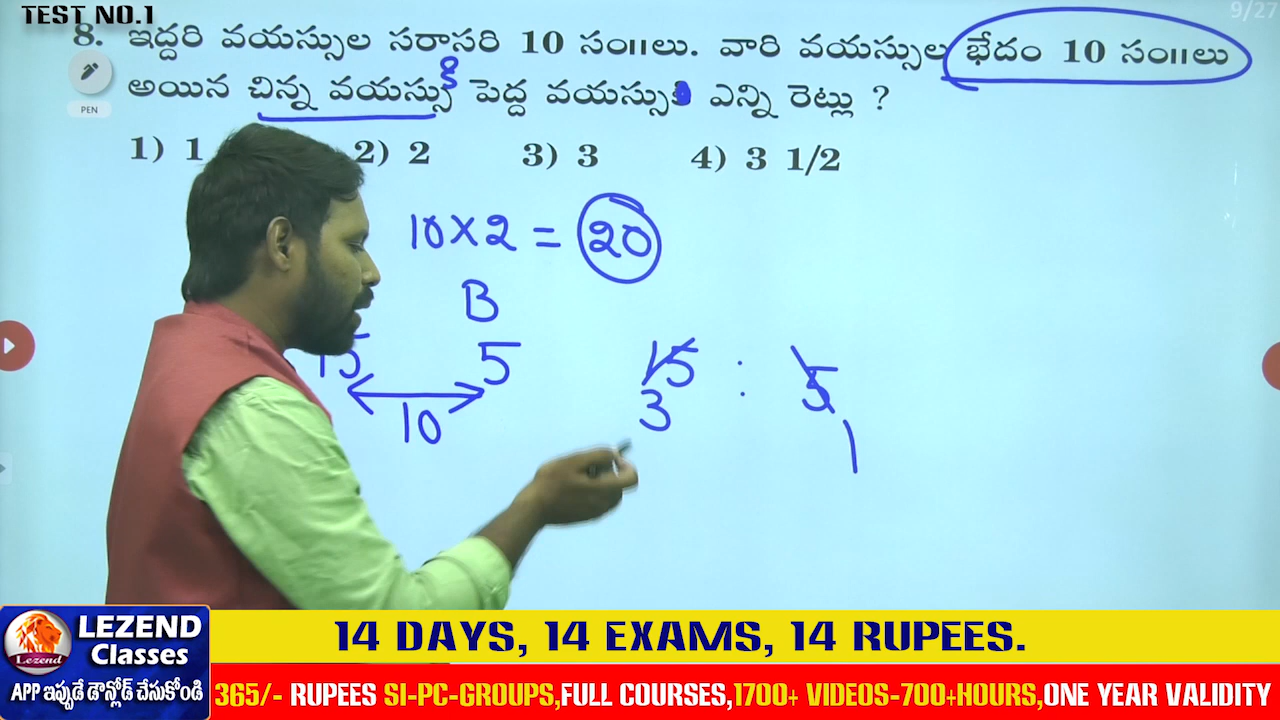 TEST NO.1
9/27
8. ఇద్దరి వయస్సుల సరాసరి 10 సం॥లు. వారి వయస్సుల భేదం 10 సం॥లు
అయిన చిన్న వయస్సుకి పెద్ద వయస్సు ఎన్ని రెట్లు ?
PEN
1) 1 2) 2 3) 3 4) 3 1/2
10×2 = 20
B
15 5
15 : 5
10
3
1
LEZEND
Classes
Lezend
APP ఇప్పుడే డౌన్లోడ్ చేసుకోండి
14 DAYS, 14 EXAMS, 14 RUPEES.
365/- RUPEES SI-PC-GROUPS,FULL COURSES,1700+ VIDEOS-700+HOURS,ONE YEAR VALIDITY